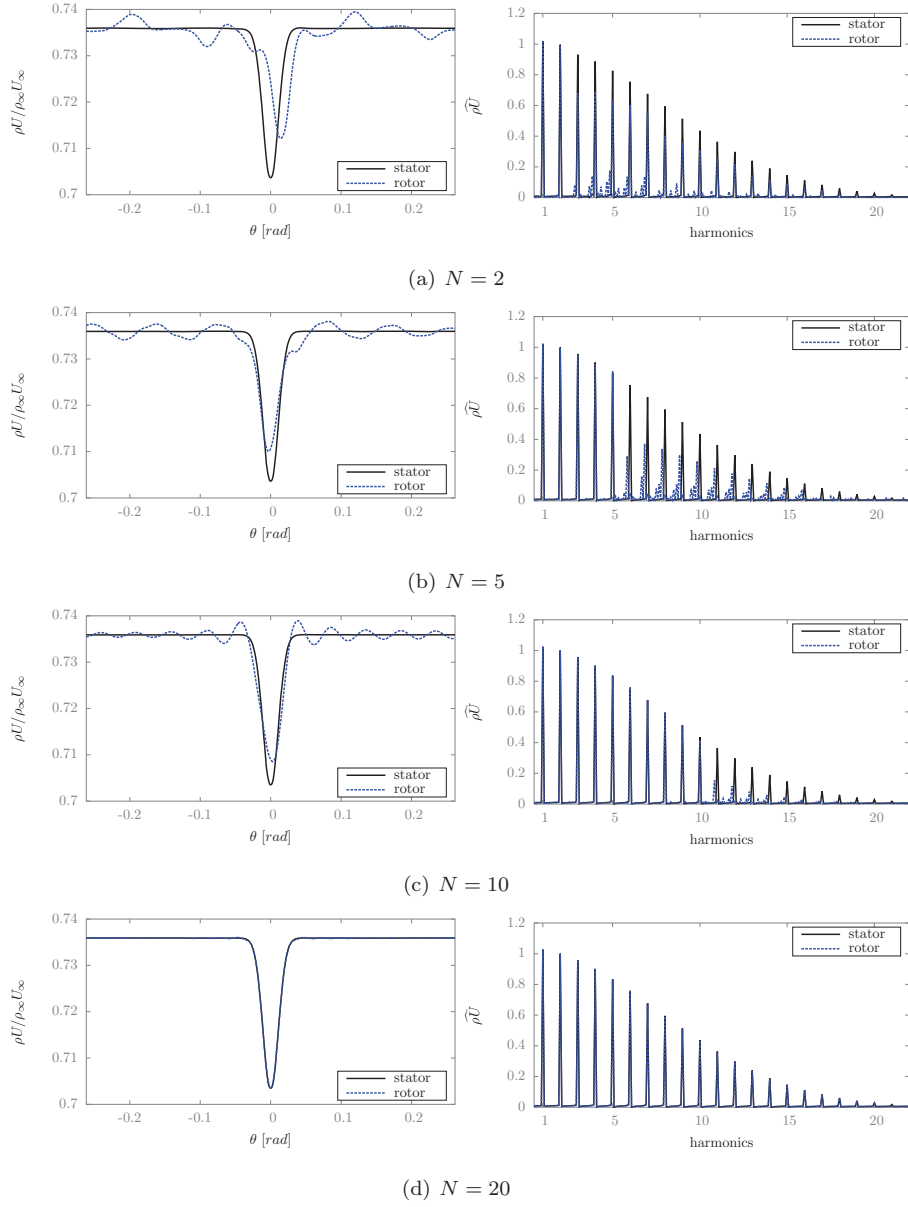 0.74
0.73
0.72
0.71
0.7
ρU/ρ∞U∞
-0.2 -0.1 0 0.1 0.2
θ [rad]
stator
rotor
1.2
1
0.8
0.6
0.4
0.2
0
ρ̂U
1 5 10 15 20
harmonics
stator
rotor
(a) N = 2
0.74
0.73
0.72
0.71
0.7
ρU/ρ∞U∞
-0.2 -0.1 0 0.1 0.2
θ [rad]
stator
rotor
1.2
1
0.8
0.6
0.4
0.2
0
ρ̂U
1 5 10 15 20
harmonics
stator
rotor
(b) N = 5
0.74
0.73
0.72
0.71
0.7
ρU/ρ∞U∞
-0.2 -0.1 0 0.1 0.2
θ [rad]
stator
rotor
1.2
1
0.8
0.6
0.4
0.2
0
ρ̂U
1 5 10 15 20
harmonics
stator
rotor
(c) N = 10
0.74
0.73
0.72
0.71
0.7
ρU/ρ∞U∞
-0.2 -0.1 0 0.1 0.2
θ [rad]
stator
rotor
1.2
1
0.8
0.6
0.4
0.2
0
ρ̂U
1 5 10 15 20
harmonics
stator
rotor
(d) N = 20